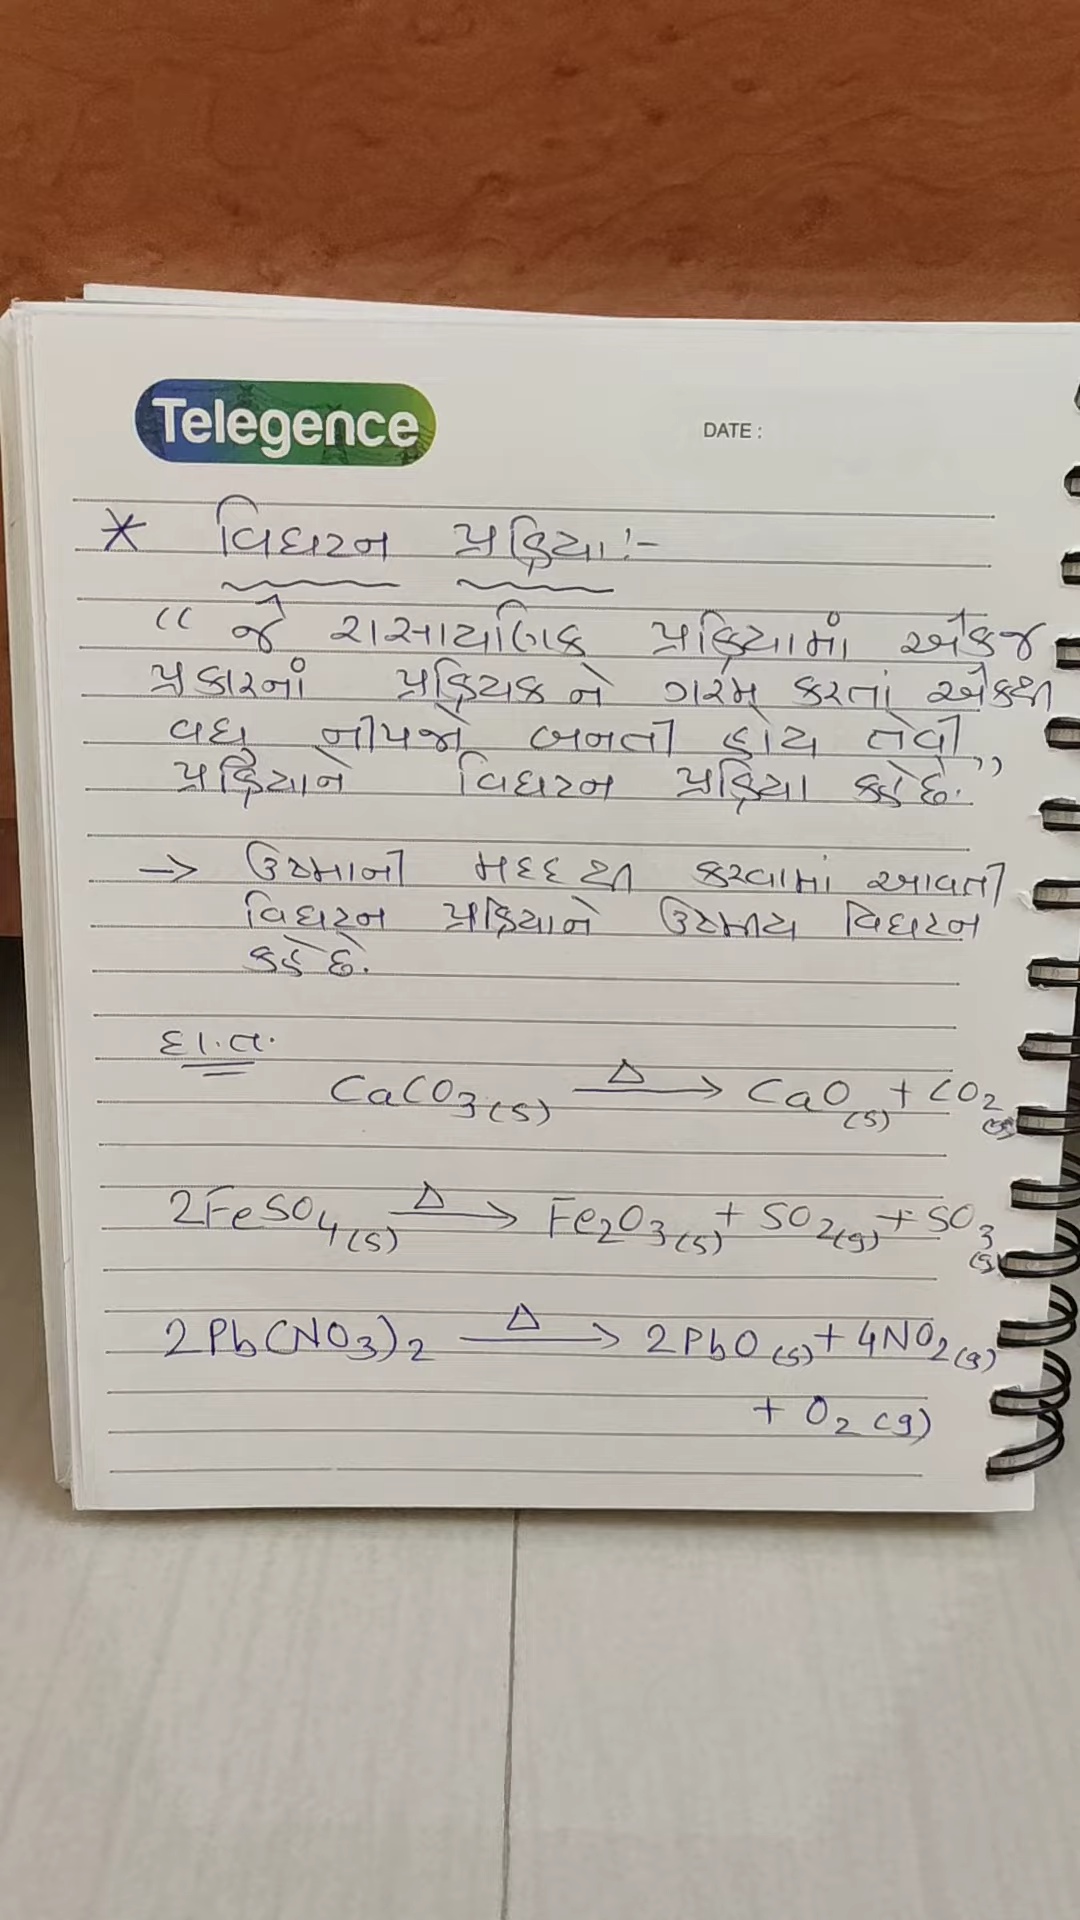 Telegence
DATE :
* વિઘટન પ્રક્રિયા :-
“ જે રાસાયણિક પ્રક્રિયામાં એકજ
પ્રકારનાં પ્રક્રિયક ને ગરમ કરતાં એકથી
વધુ નીપજો બનતી હોય તેવી
પ્રક્રિયાને વિઘટન પ્રક્રિયા કહે છે. ”
-> ઉષ્માની મદદથી કરવામાં આવતી
વિઘટન પ્રક્રિયાને ઉષ્મીય વિઘટન
કહે છે.
દા.ત.
CaCO₃(s) —Δ→ CaO(s) + CO₂(g)
2FeSO₄(s) —Δ→ Fe₂O₃(s) + SO₂(g) + SO₃(g)
2Pb(NO₃)₂ —Δ→ 2PbO(s) + 4NO₂(g)
+ O₂(g)